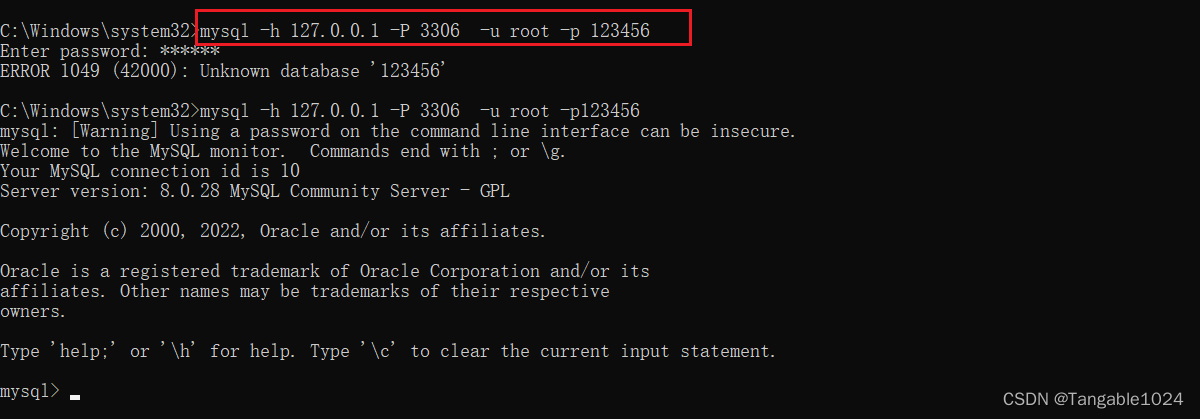 C:\Windows\system32>mysql -h 127.0.0.1 -P 3306  -u root -p 123456
Enter password: ******
ERROR 1049 (42000): Unknown database '123456'
C:\Windows\system32>mysql -h 127.0.0.1 -P 3306  -u root -p123456
mysql: [Warning] Using a password on the command line interface can be insecure.
Welcome to the MySQL monitor.  Commands end with ; or \g.
Your MySQL connection id is 10
Server version: 8.0.28 MySQL Community Server - GPL
Copyright (c) 2000, 2022, Oracle and/or its affiliates.
Oracle is a registered trademark of Oracle Corporation and/or its
affiliates. Other names may be trademarks of their respective
owners.
Type 'help;' or '\h' for help. Type '\c' to clear the current input statement.
mysql>
CSDN @Tangable1024